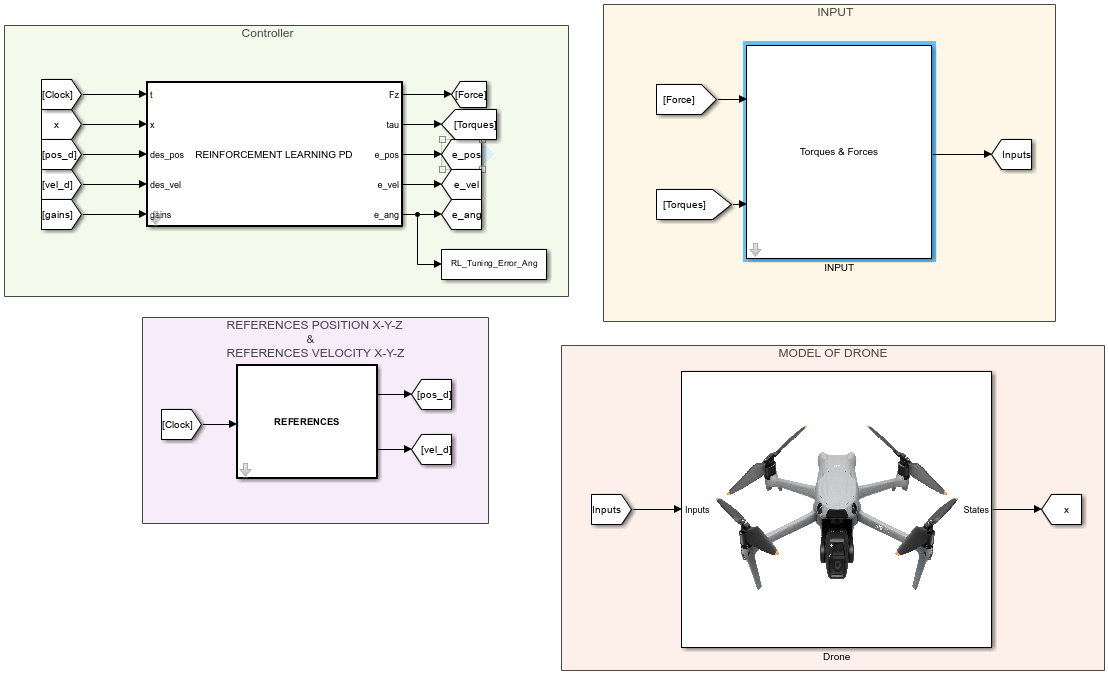 Controller
[Clock]
t
Fz
[Force]
x
x
tau
[Torques]
[pos_d]
des_pos
REINFORCEMENT LEARNING PD
e_pos
e_pos
[vel_d]
des_vel
e_vel
e_vel
[gains]
gains
e_ang
e_ang
RL_Tuning_Error_Ang
INPUT
[Force]
Torques & Forces
Inputs
[Torques]
INPUT
REFERENCES POSITION X-Y-Z
&
REFERENCES VELOCITY X-Y-Z
[Clock]
REFERENCES
[pos_d]
[vel_d]
MODEL OF DRONE
Inputs
Inputs
States
x
Drone